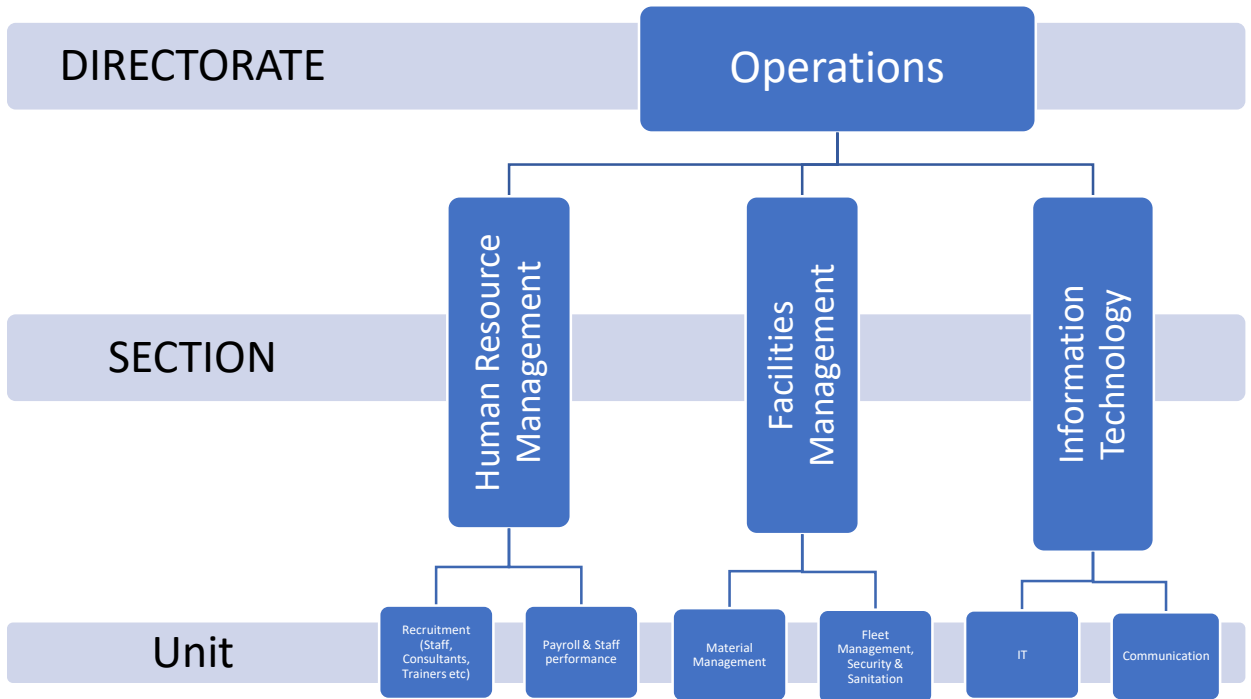 DIRECTORATE
Operations
SECTION
Human Resource
Management
Facilities
Management
Information
Technology
Unit
Recruitment
(Staff,
Consultants,
Trainers etc)
Payroll & Staff
performance
Material
Management
Fleet
Management,
Security &
Sanitation
IT
Communication